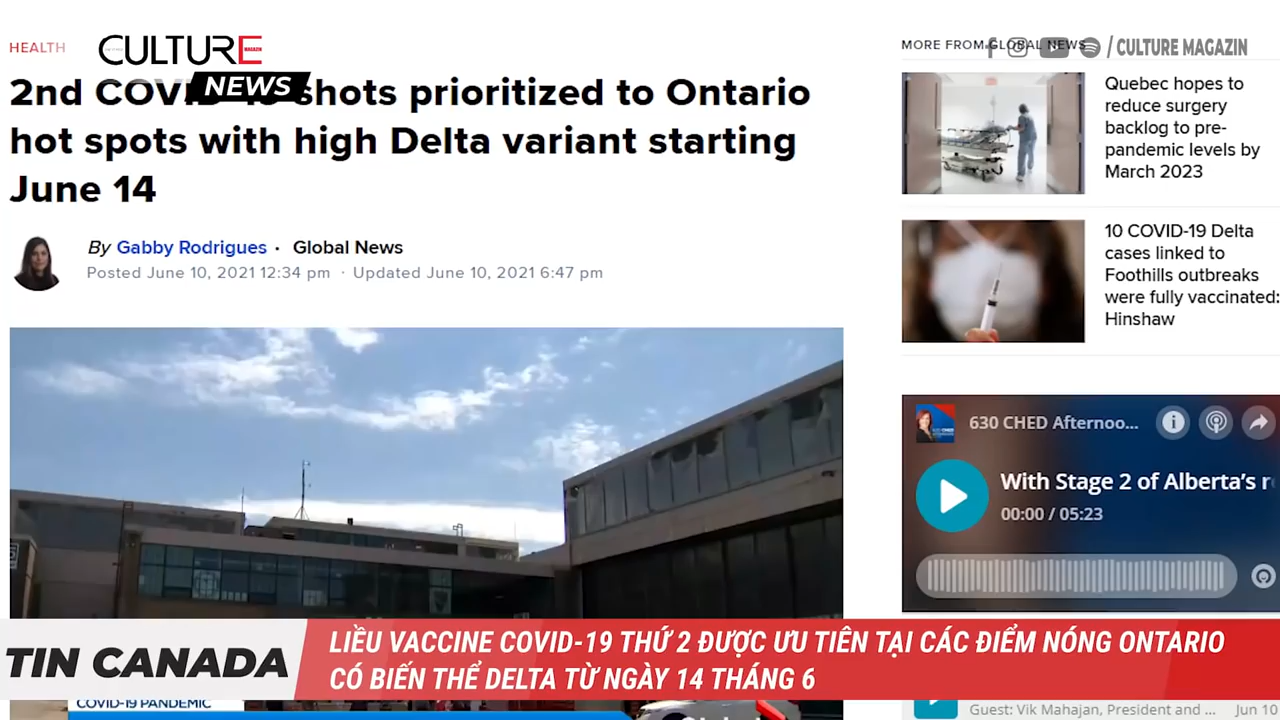 HEALTH
CULTURE
MAGAZIN
NEWS
2nd COVID-19 shots prioritized to Ontario
hot spots with high Delta variant starting
June 14
By Gabby Rodrigues · Global News
Posted June 10, 2021 12:34 pm · Updated June 10, 2021 6:47 pm
MORE FROM GLOBAL NEWS
/ CULTURE MAGAZIN
Quebec hopes to
reduce surgery
backlog to pre-
pandemic levels by
March 2023
10 COVID-19 Delta
cases linked to
Foothills outbreaks
were fully vaccinated:
Hinshaw
630 CHED Afternoo...
With Stage 2 of Alberta's r
00:00 / 05:23
TIN CANADA
LIỀU VACCINE COVID-19 THỨ 2 ĐƯỢC ƯU TIÊN TẠI CÁC ĐIỂM NÓNG ONTARIO
CÓ BIẾN THỂ DELTA TỪ NGÀY 14 THÁNG 6
COVID-19 PANDEMIC
Guest: Vik Mahajan, President and ... Jun 10